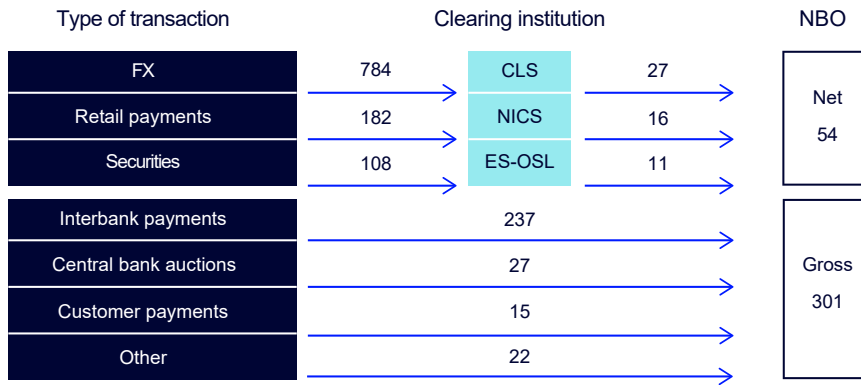 Type of transaction Clearing institution NBO
FX 784 CLS 27
Retail payments 182 NICS 16
Securities 108 ES-OSL 11
Net
54
Interbank payments 237
Central bank auctions 27
Customer payments 15
Other 22
Gross
301